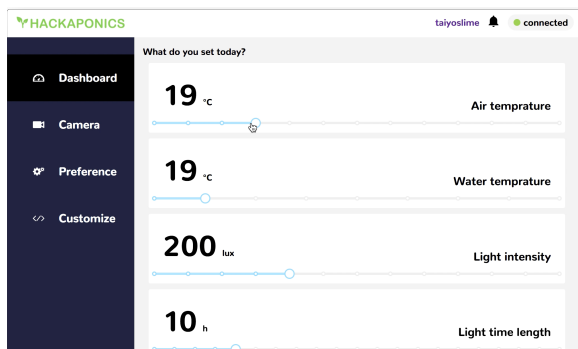 HACKAPONICS
taiyoslime connected
What do you set today?
Dashboard
Camera
Preference
Customize
19 °C
Air temprature
19 °C
Water temprature
200 lux
Light intensity
10 h
Light time length